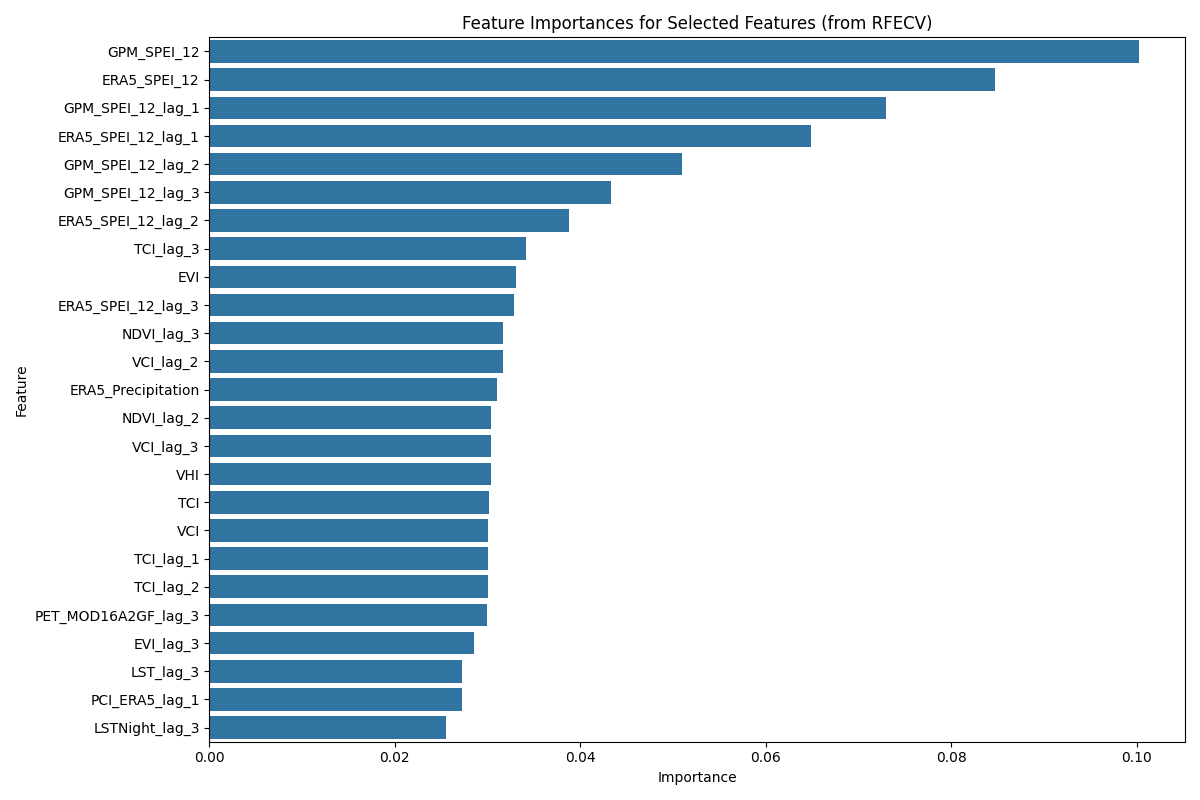 Feature Importances for Selected Features (from RFECV)
GPM_SPEI_12
ERA5_SPEI_12
GPM_SPEI_12_lag_1
ERA5_SPEI_12_lag_1
GPM_SPEI_12_lag_2
GPM_SPEI_12_lag_3
ERA5_SPEI_12_lag_2
TCI_lag_3
EVI
ERA5_SPEI_12_lag_3
NDVI_lag_3
VCI_lag_2
ERA5_Precipitation
NDVI_lag_2
VCI_lag_3
VHI
TCI
VCI
TCI_lag_1
TCI_lag_2
PET_MOD16A2GF_lag_3
EVI_lag_3
LST_lag_3
PCI_ERA5_lag_1
LSTNight_lag_3
Feature
0.00 0.02 0.04 0.06 0.08 0.10
Importance